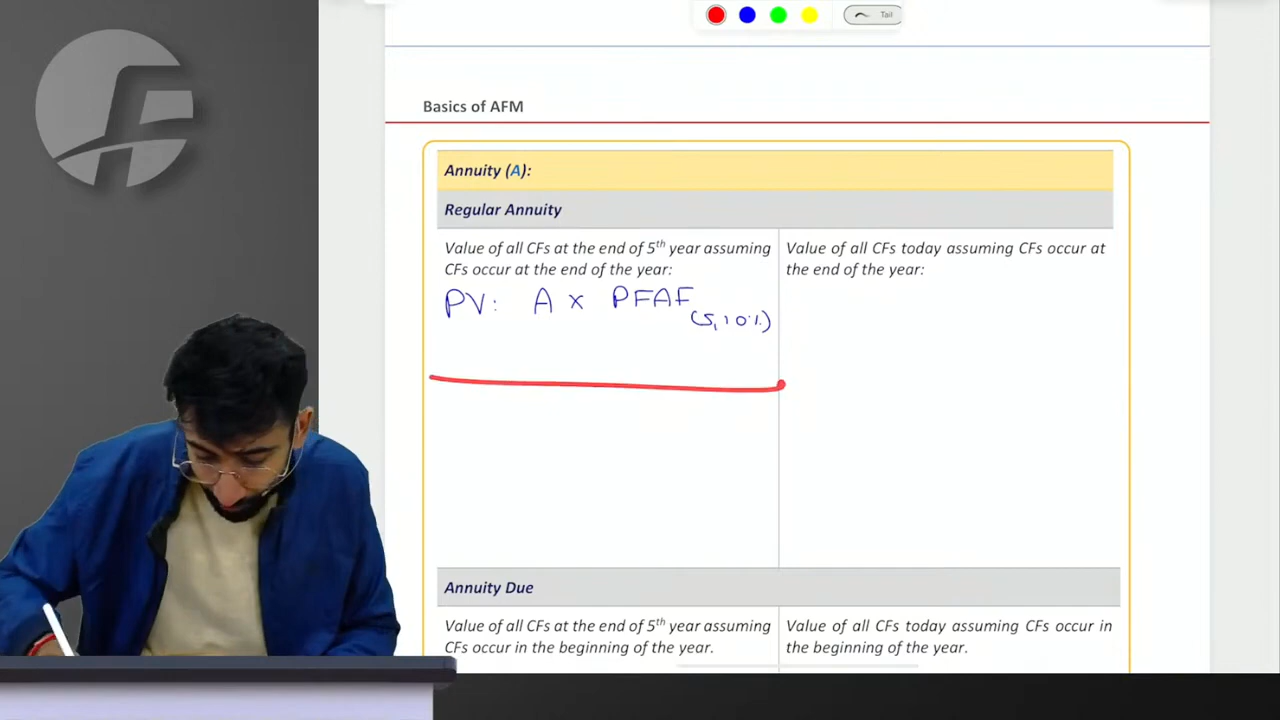 Tail
Basics of AFM
Annuity (A):
Regular Annuity
Value of all CFs at the end of 5th year assuming
CFs occur at the end of the year:
PV: A x PFAF
(5, 10%)
Value of all CFs today assuming CFs occur at
the end of the year:
Annuity Due
Value of all CFs at the end of 5th year assuming
CFs occur in the beginning of the year.
Value of all CFs today assuming CFs occur in
the beginning of the year.